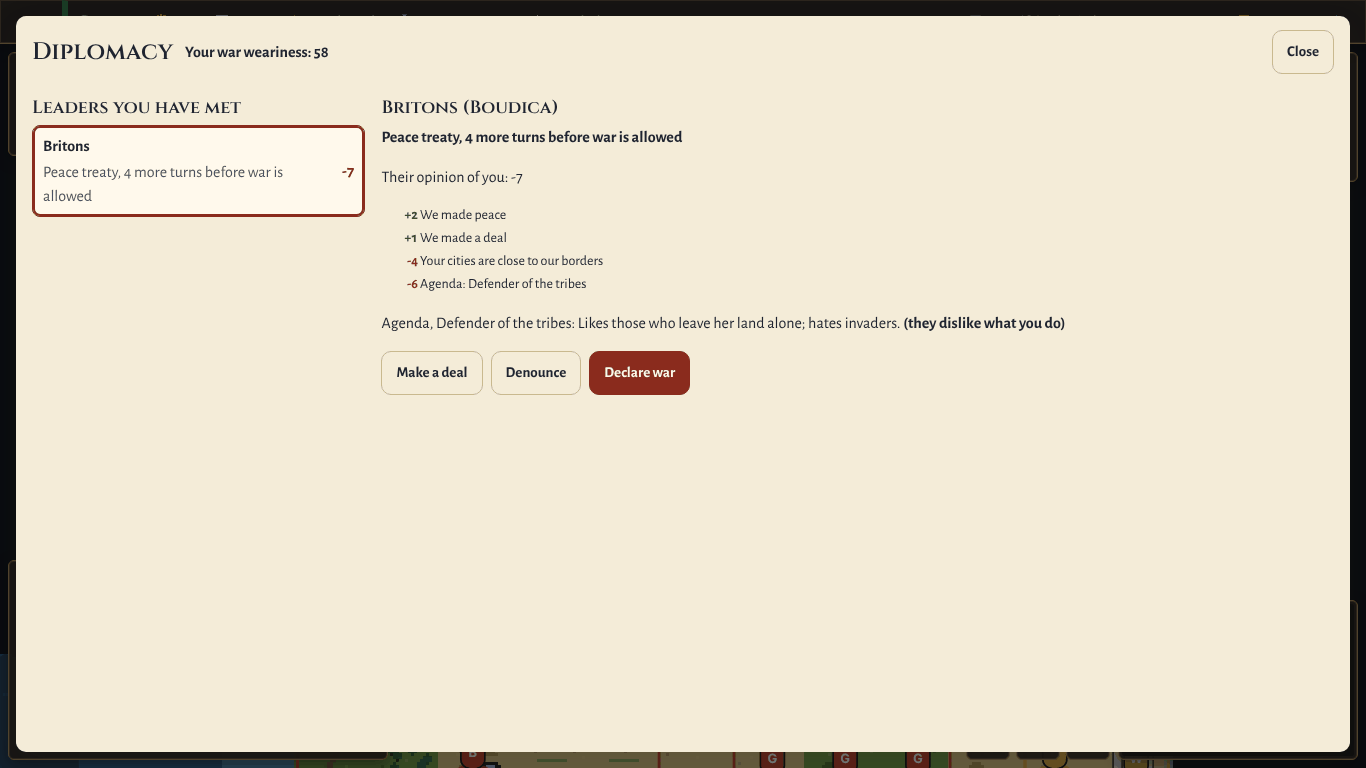 Diplomacy Your war weariness: 58
Close
Leaders you have met
Britons
Peace treaty, 4 more turns before war is
allowed
-7
Britons (Boudica)
Peace treaty, 4 more turns before war is allowed
Their opinion of you: -7
+2 We made peace
+1 We made a deal
-4 Your cities are close to our borders
-6 Agenda: Defender of the tribes
Agenda, Defender of the tribes: Likes those who leave her land alone; hates invaders. (they dislike what you do)
Make a deal
Denounce
Declare war
G
G
G